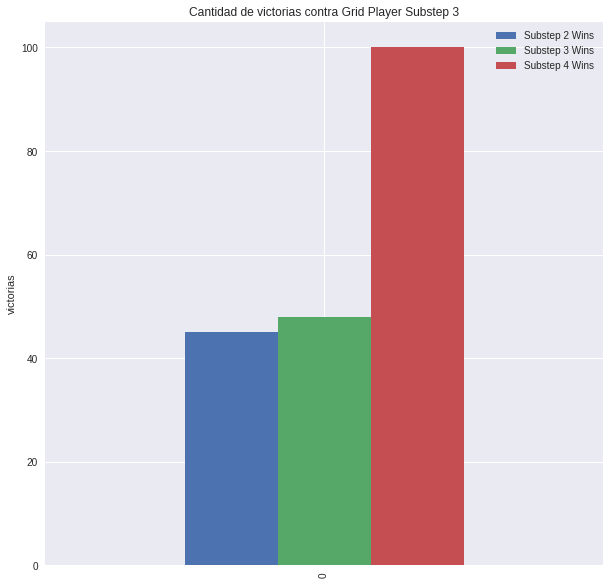 Cantidad de victorias contra Grid Player Substep 3
Substep 2 Wins
Substep 3 Wins
Substep 4 Wins
100
80
60
40
20
0
victorias
0